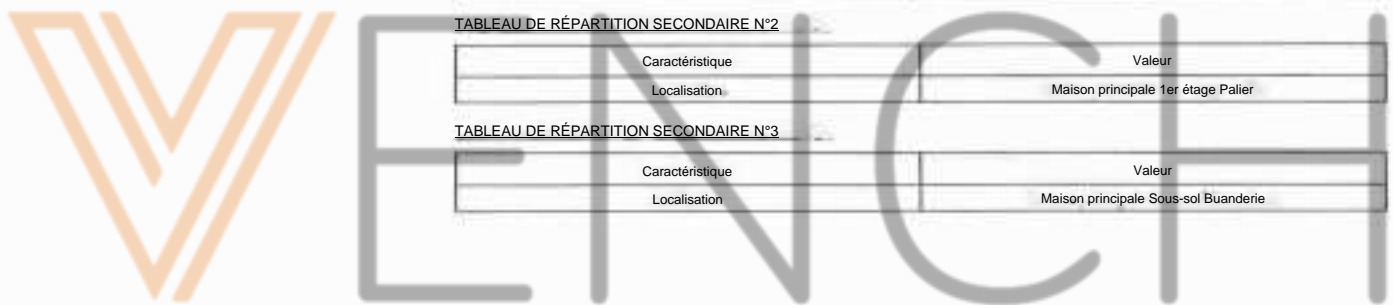 TABLEAU DE RÉPARTITION SECONDAIRE N°2
Caractéristique Valeur
Localisation Maison principale 1er étage Palier
TABLEAU DE RÉPARTITION SECONDAIRE N°3
Caractéristique Valeur
Localisation Maison principale Sous-sol Buanderie
VENCH